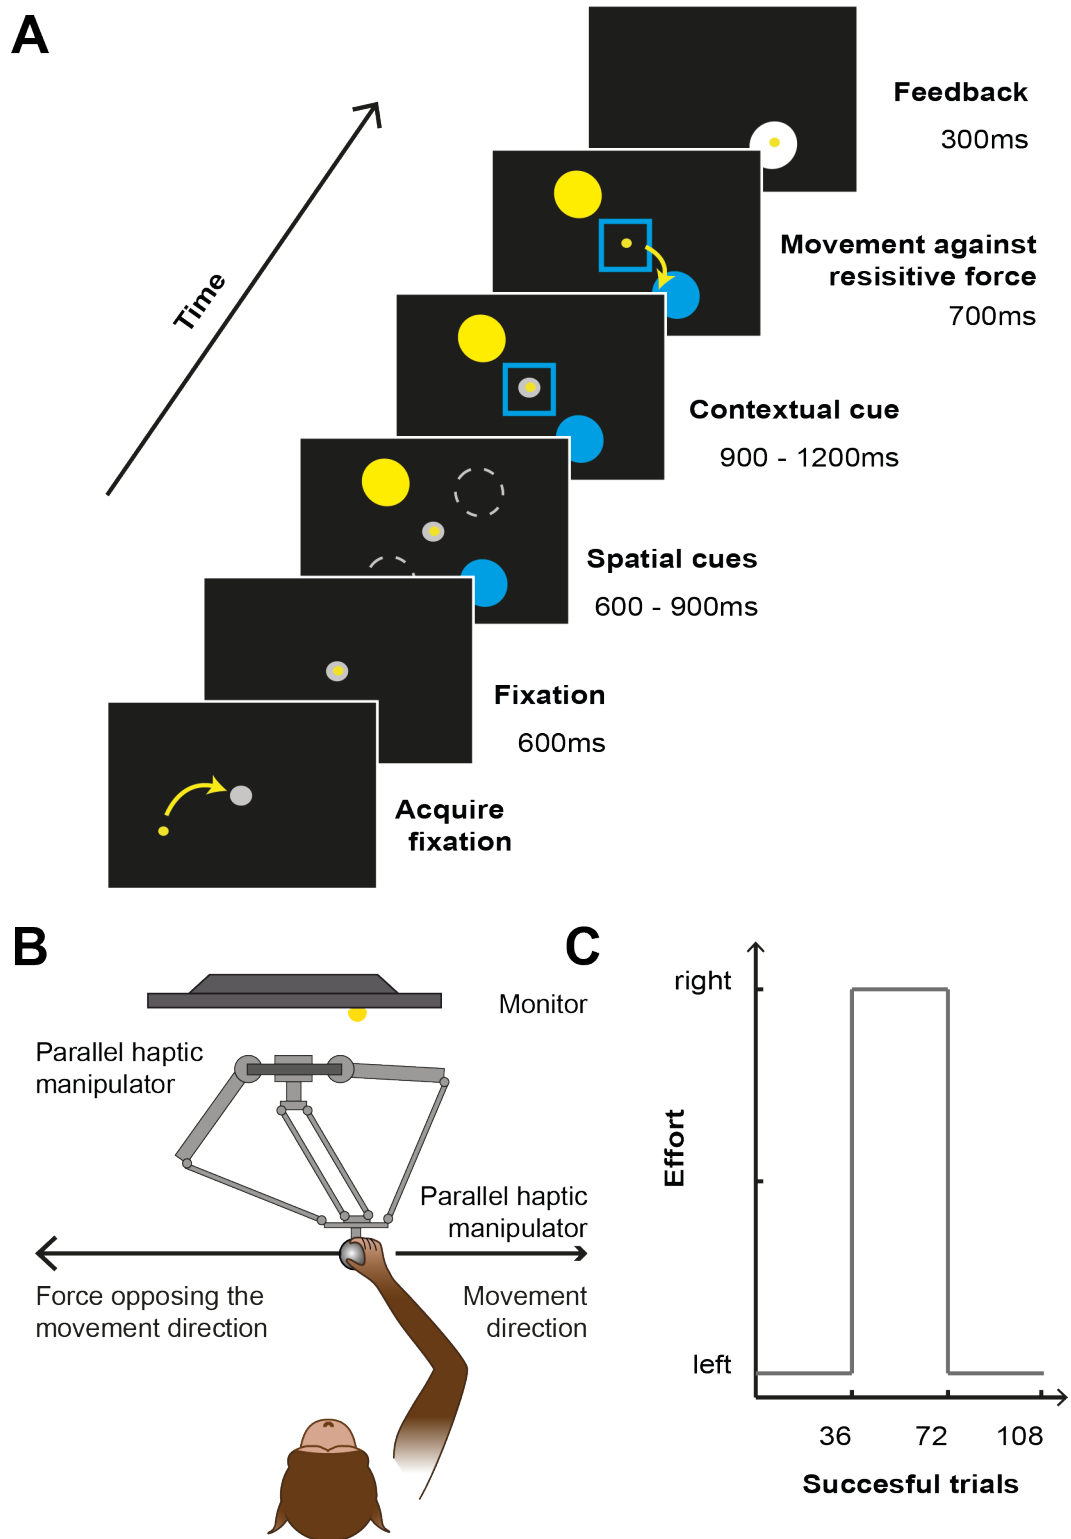 A
Feedback
300ms
Movement against
resisitive force
700ms
Time
Contextual cue
900 - 1200ms
Spatial cues
600 - 900ms
Fixation
600ms
Acquire
fixation
B
Monitor
Parallel haptic
manipulator
Parallel haptic
manipulator
Force opposing the
movement direction
Movement
direction
C
right
Effort
left
36
72
108
Succesful trials